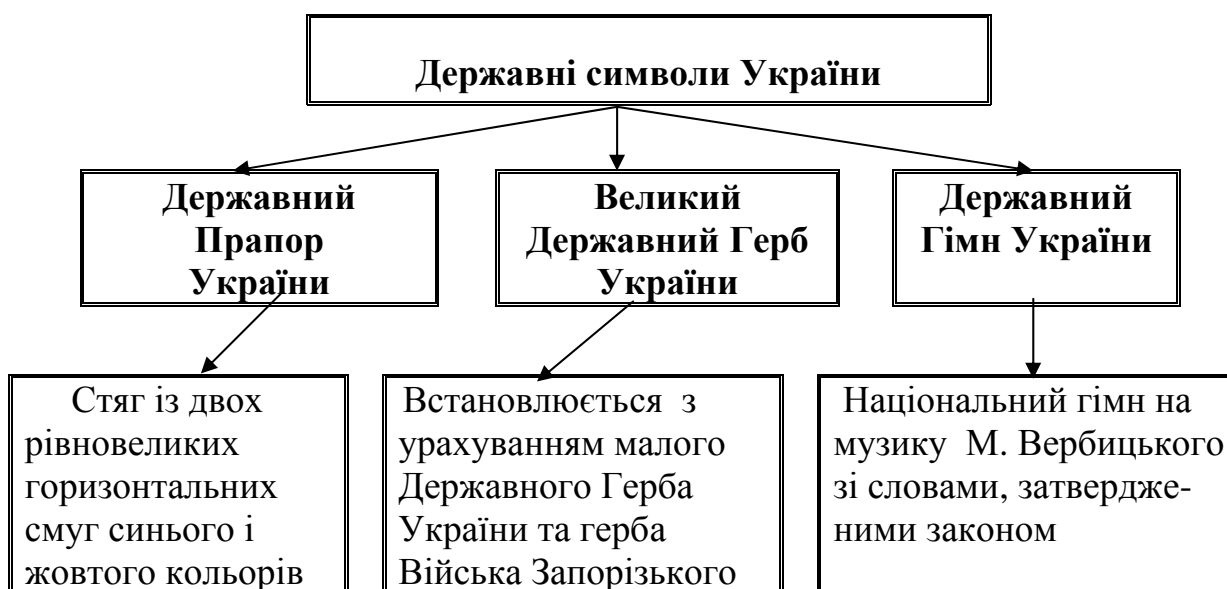 Державні символи України
Державний
Прапор
України
Великий
Державний Герб
України
Державний
Гімн України
Стяг із двох
рівновеликих
горизонтальних
смуг синього і
жовтого кольорів
Встановлюється з
урахуванням малого
Державного Герба
України та герба
Війська Запорізького
Національний гімн на
музику М. Вербицького
зі словами, затвердже-
ними законом